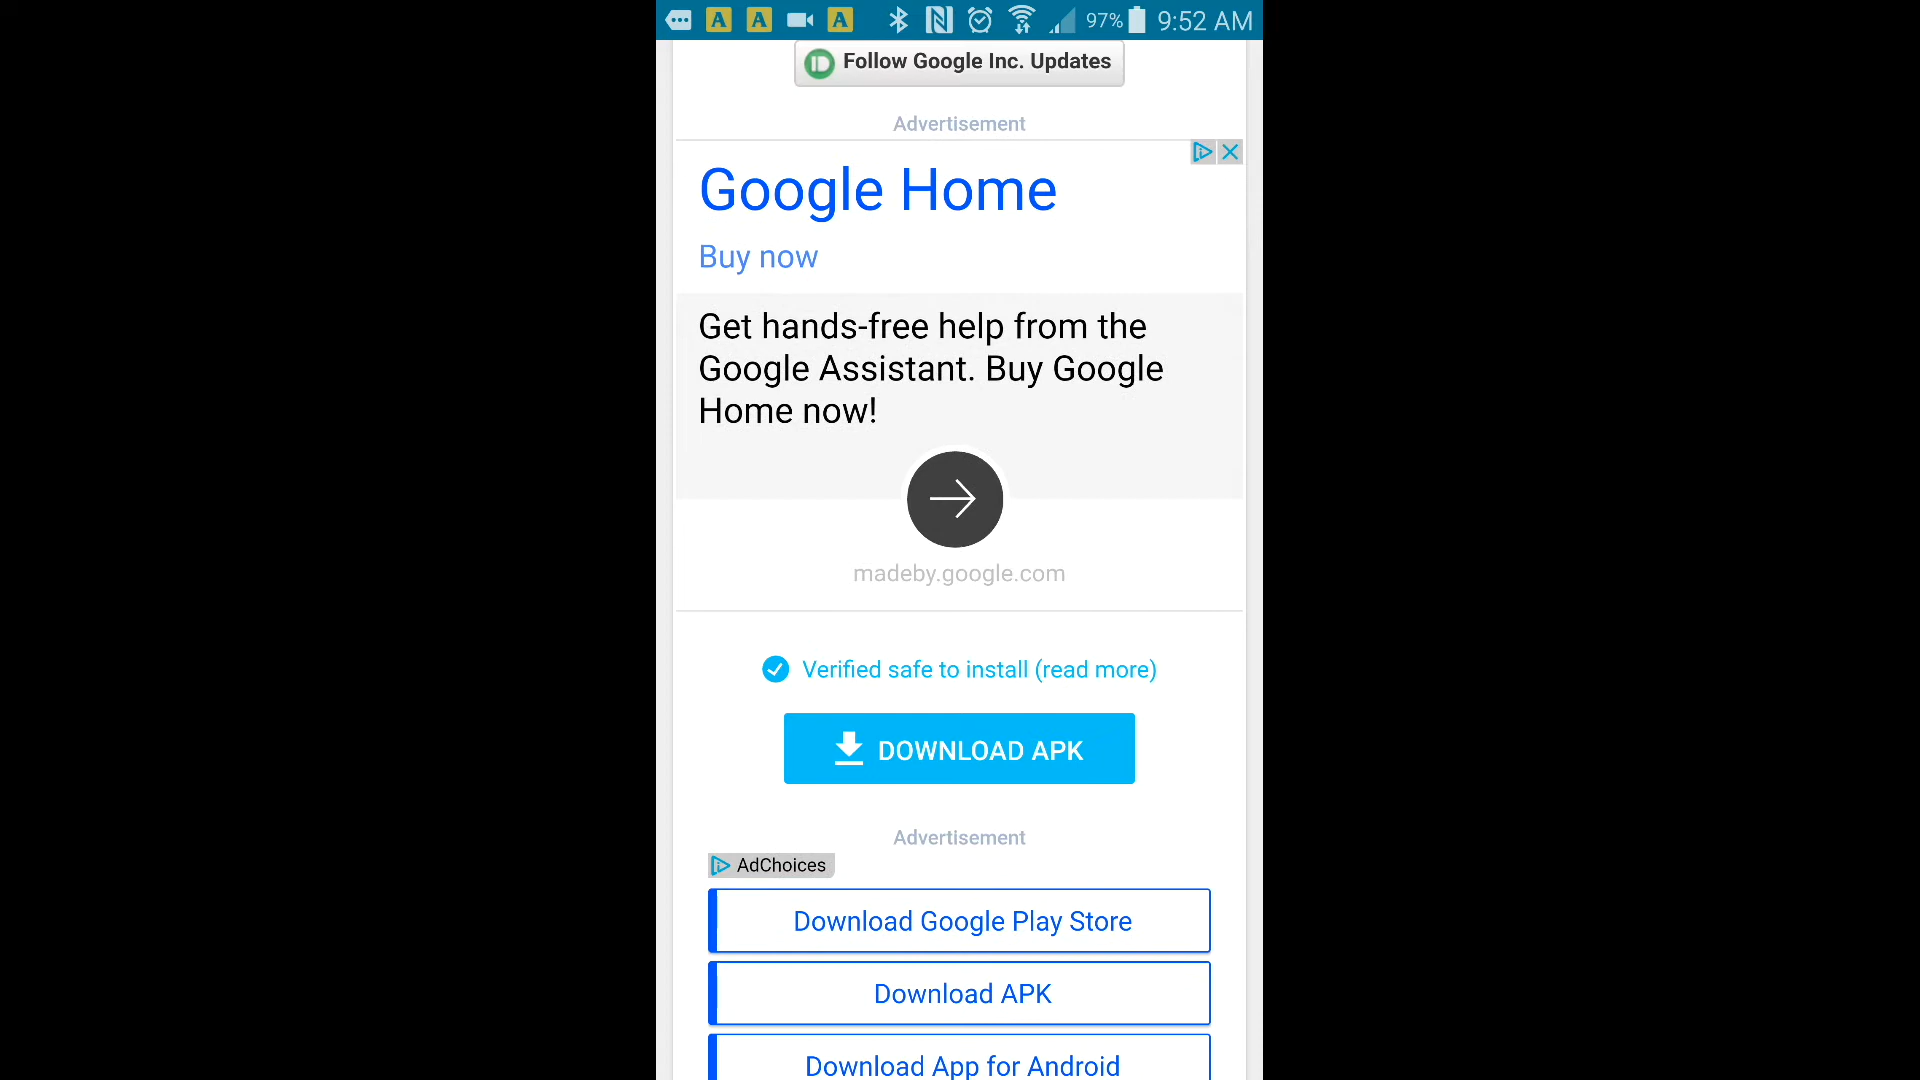 97% 9:52 AM
Follow Google Inc. Updates
Advertisement
Google Home
Buy now
Get hands-free help from the
Google Assistant. Buy Google
Home now!
madeby.google.com
Verified safe to install (read more)
DOWNLOAD APK
Advertisement
AdChoices
Download Google Play Store
Download APK
Download App for Android